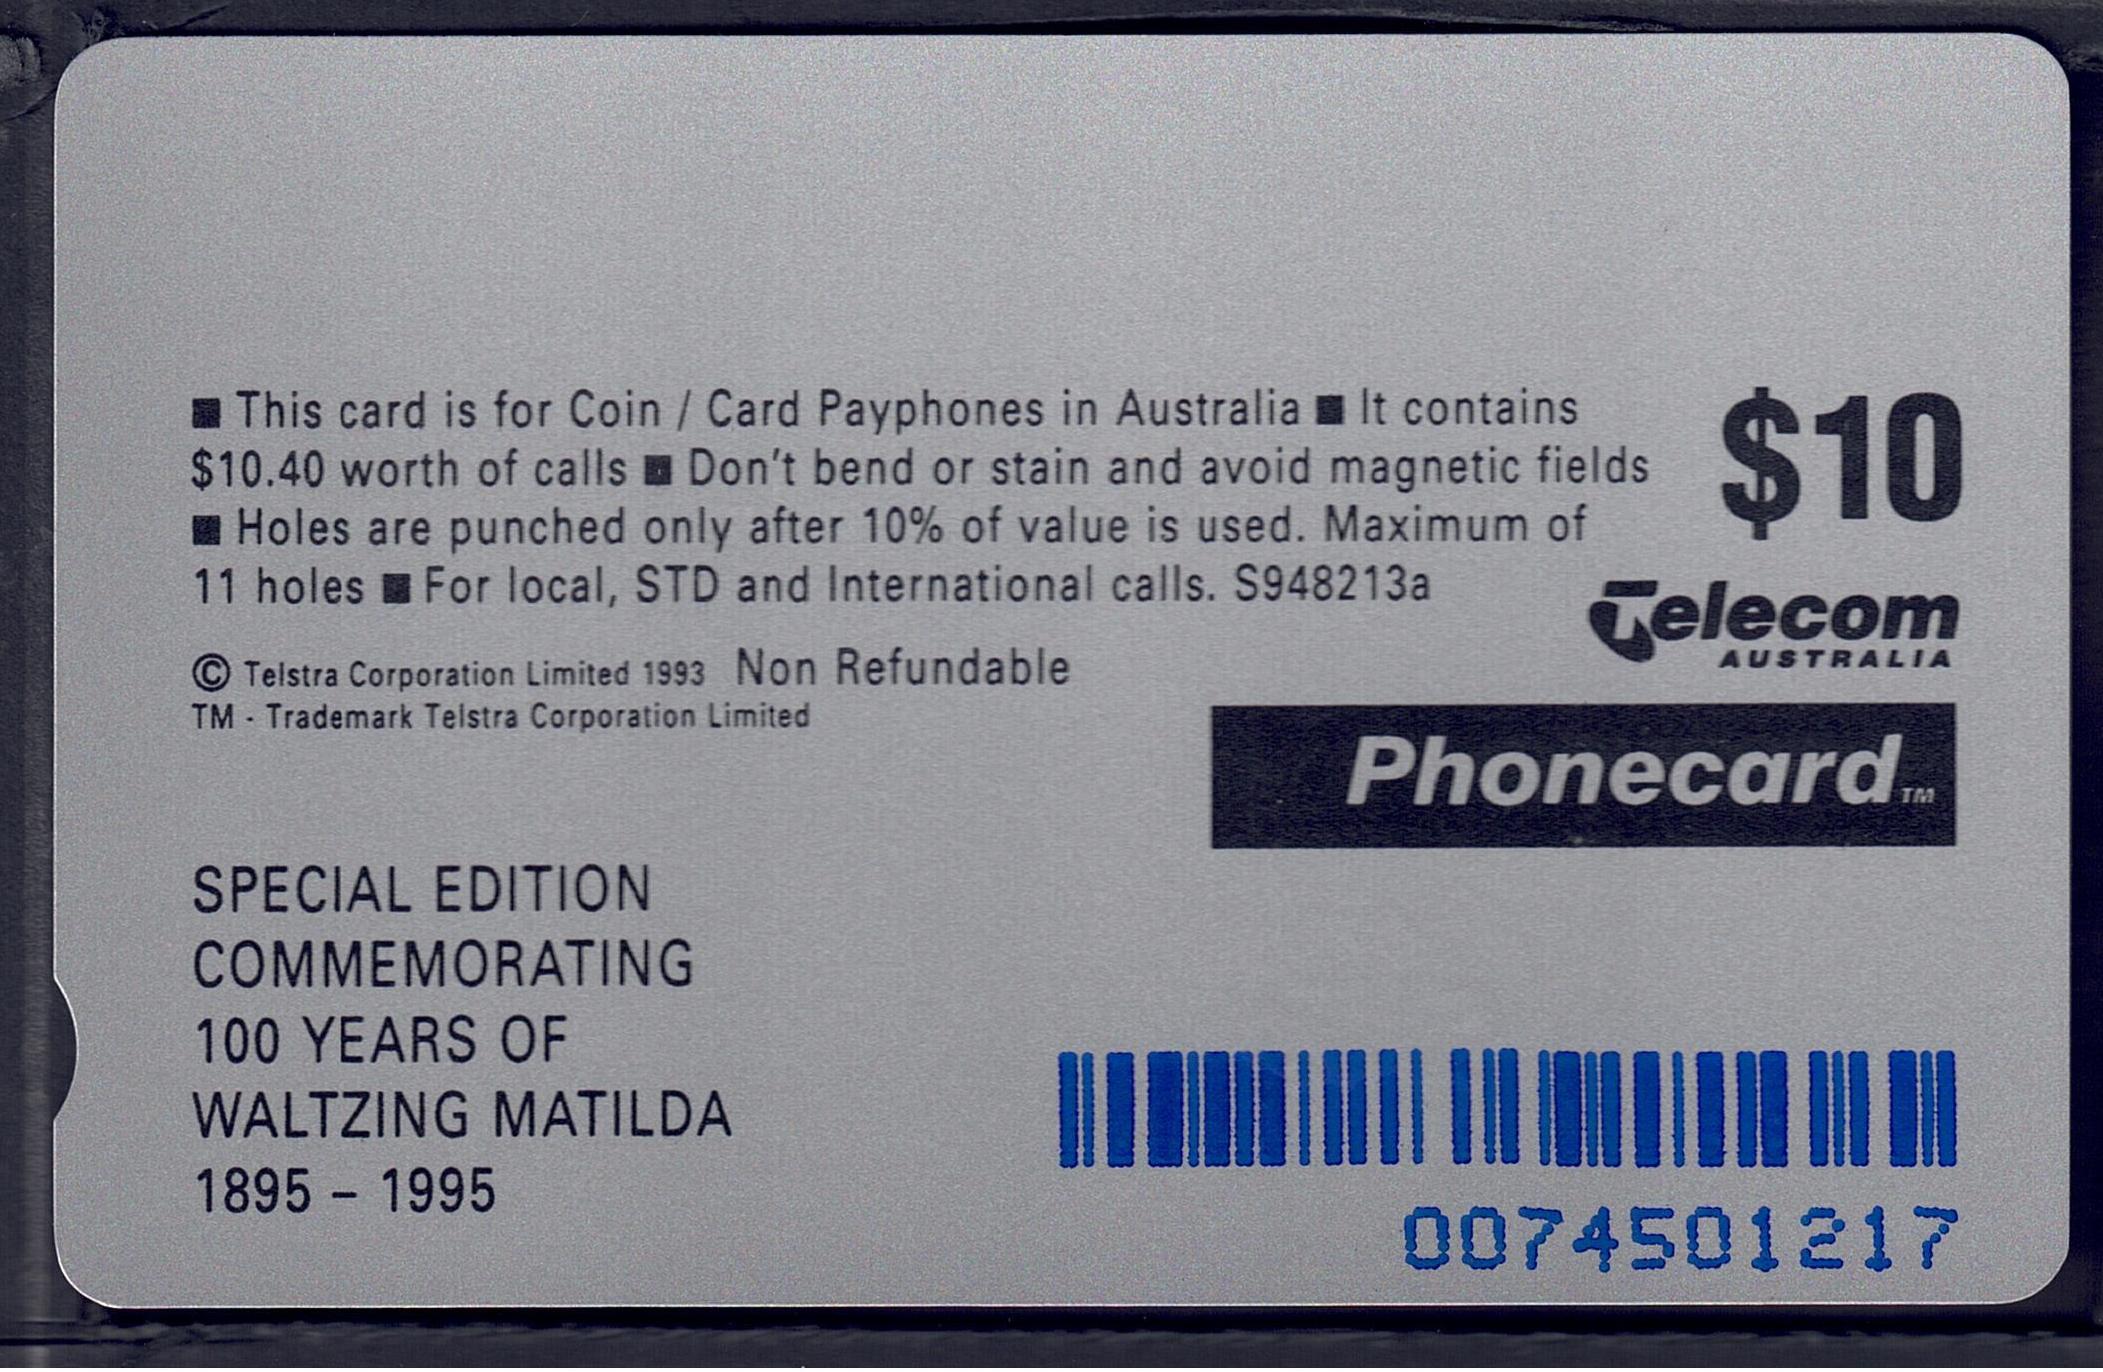 ■ This card is for Coin / Card Payphones in Australia ■ It contains
$10.40 worth of calls ■ Don't bend or stain and avoid magnetic fields
■ Holes are punched only after 10% of value is used. Maximum of
11 holes ■ For local, STD and International calls. S948213a
$10
Telecom
AUSTRALIA
© Telstra Corporation Limited 1993 Non Refundable
TM - Trademark Telstra Corporation Limited
Phonecard TM
SPECIAL EDITION
COMMEMORATING
100 YEARS OF
WALTZING MATILDA
1895 – 1995
0074501217